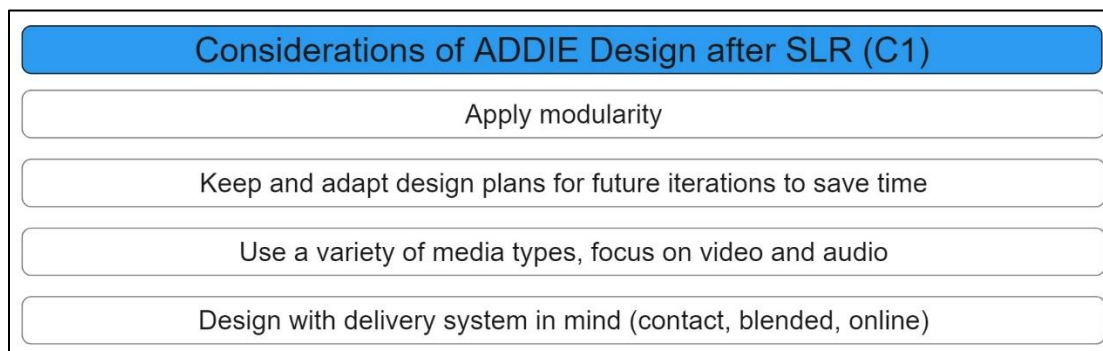 Considerations of ADDIE Design after SLR (C1)
Apply modularity
Keep and adapt design plans for future iterations to save time
Use a variety of media types, focus on video and audio
Design with delivery system in mind (contact, blended, online)